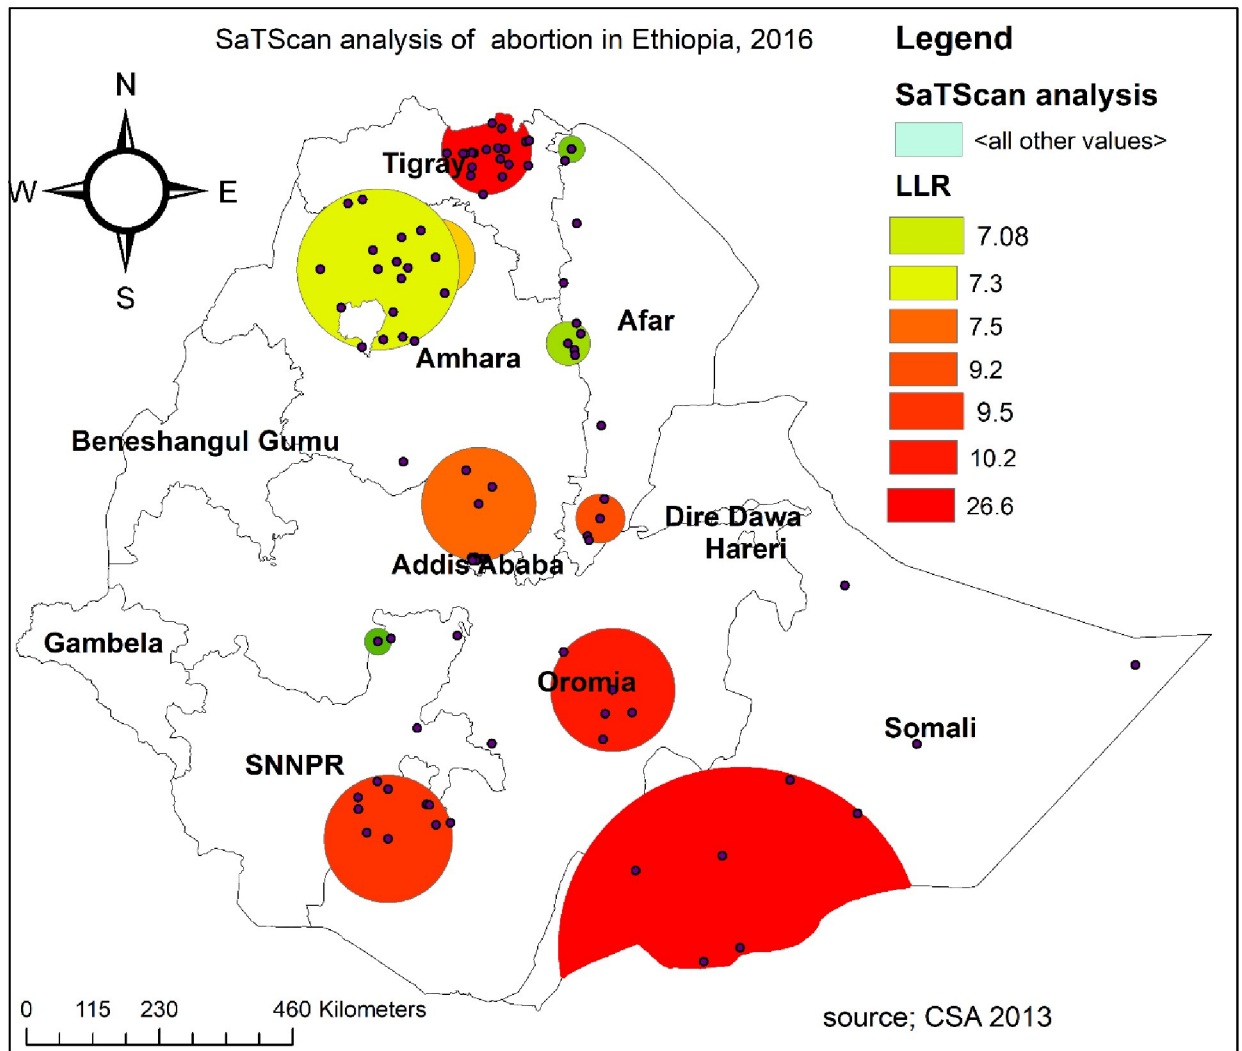 SaTScan analysis of abortion in Ethiopia, 2016
Legend
SaTScan analysis
<all other values>
LLR
7.08
7.3
7.5
9.2
9.5
10.2
26.6
N
W
E
S
Tigray
Afar
Amhara
Beneshangul Gumu
Dire Dawa
Hareri
Addis Ababa
Gambela
Oromia
Somali
SNNPR
0 115 230 460 Kilometers
source; CSA 2013